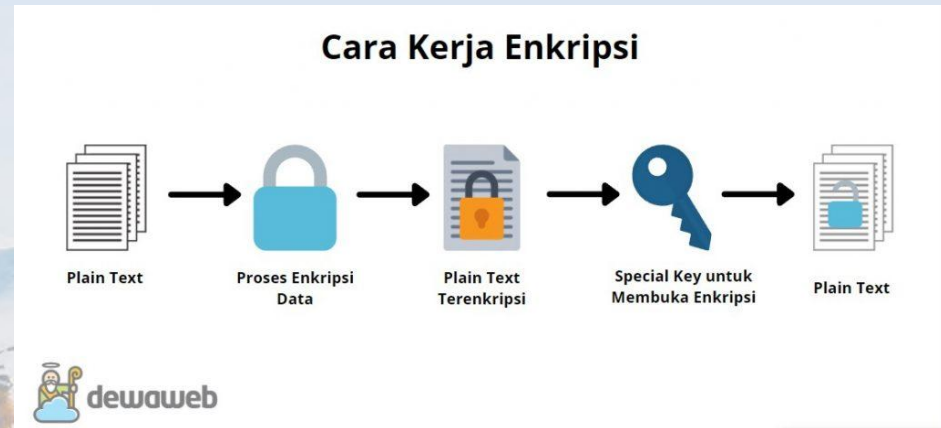 Cara Kerja Enkripsi
Plain Text
Proses Enkripsi
Data
Plain Text
Terenkripsi
Special Key untuk
Membuka Enkripsi
Plain Text
dewaweb